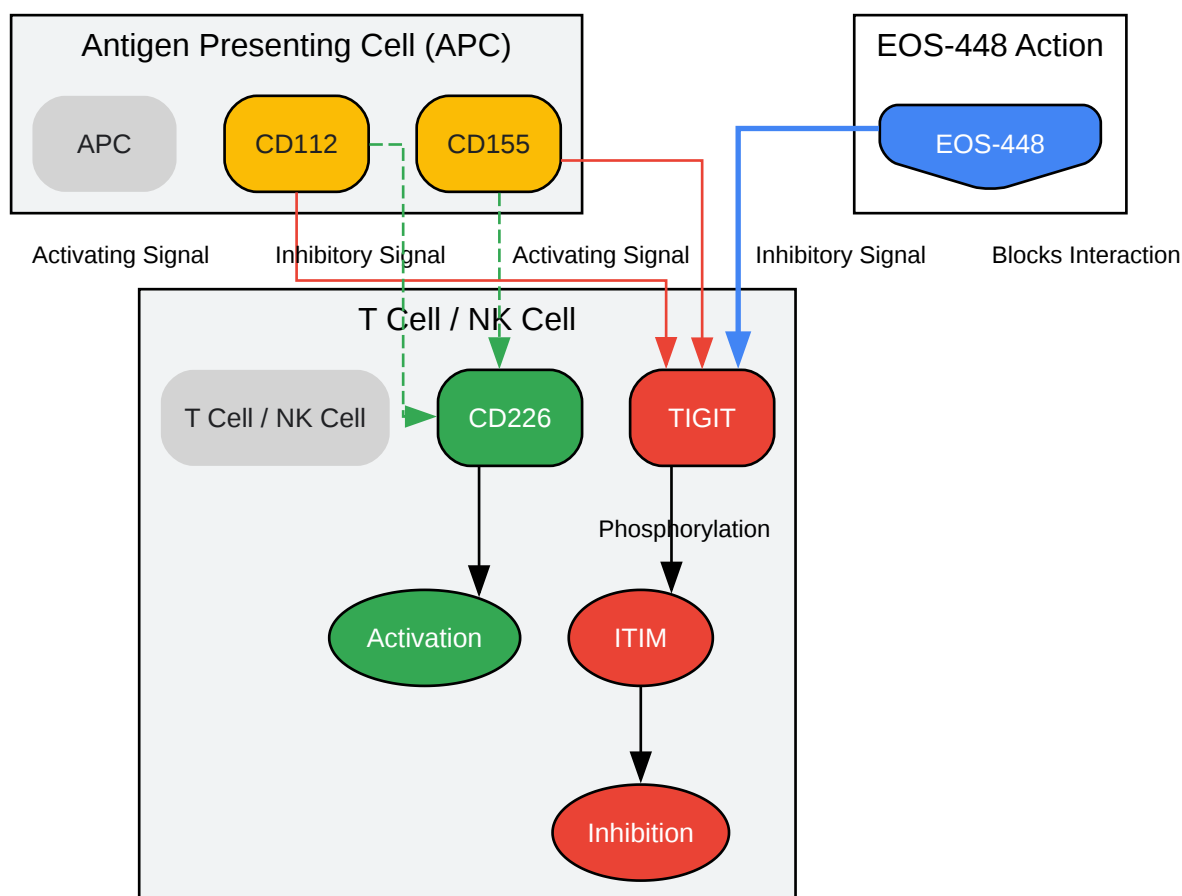 Antigen Presenting Cell (APC)
EOS-448 Action
APC
CD112
CD155
EOS-448
Activating Signal
Inhibitory Signal
Activating Signal
Inhibitory Signal
Blocks Interaction
T Cell / NK Cell
T Cell / NK Cell
CD226
TIGIT
Phosphorylation
Activation
ITIM
Inhibition